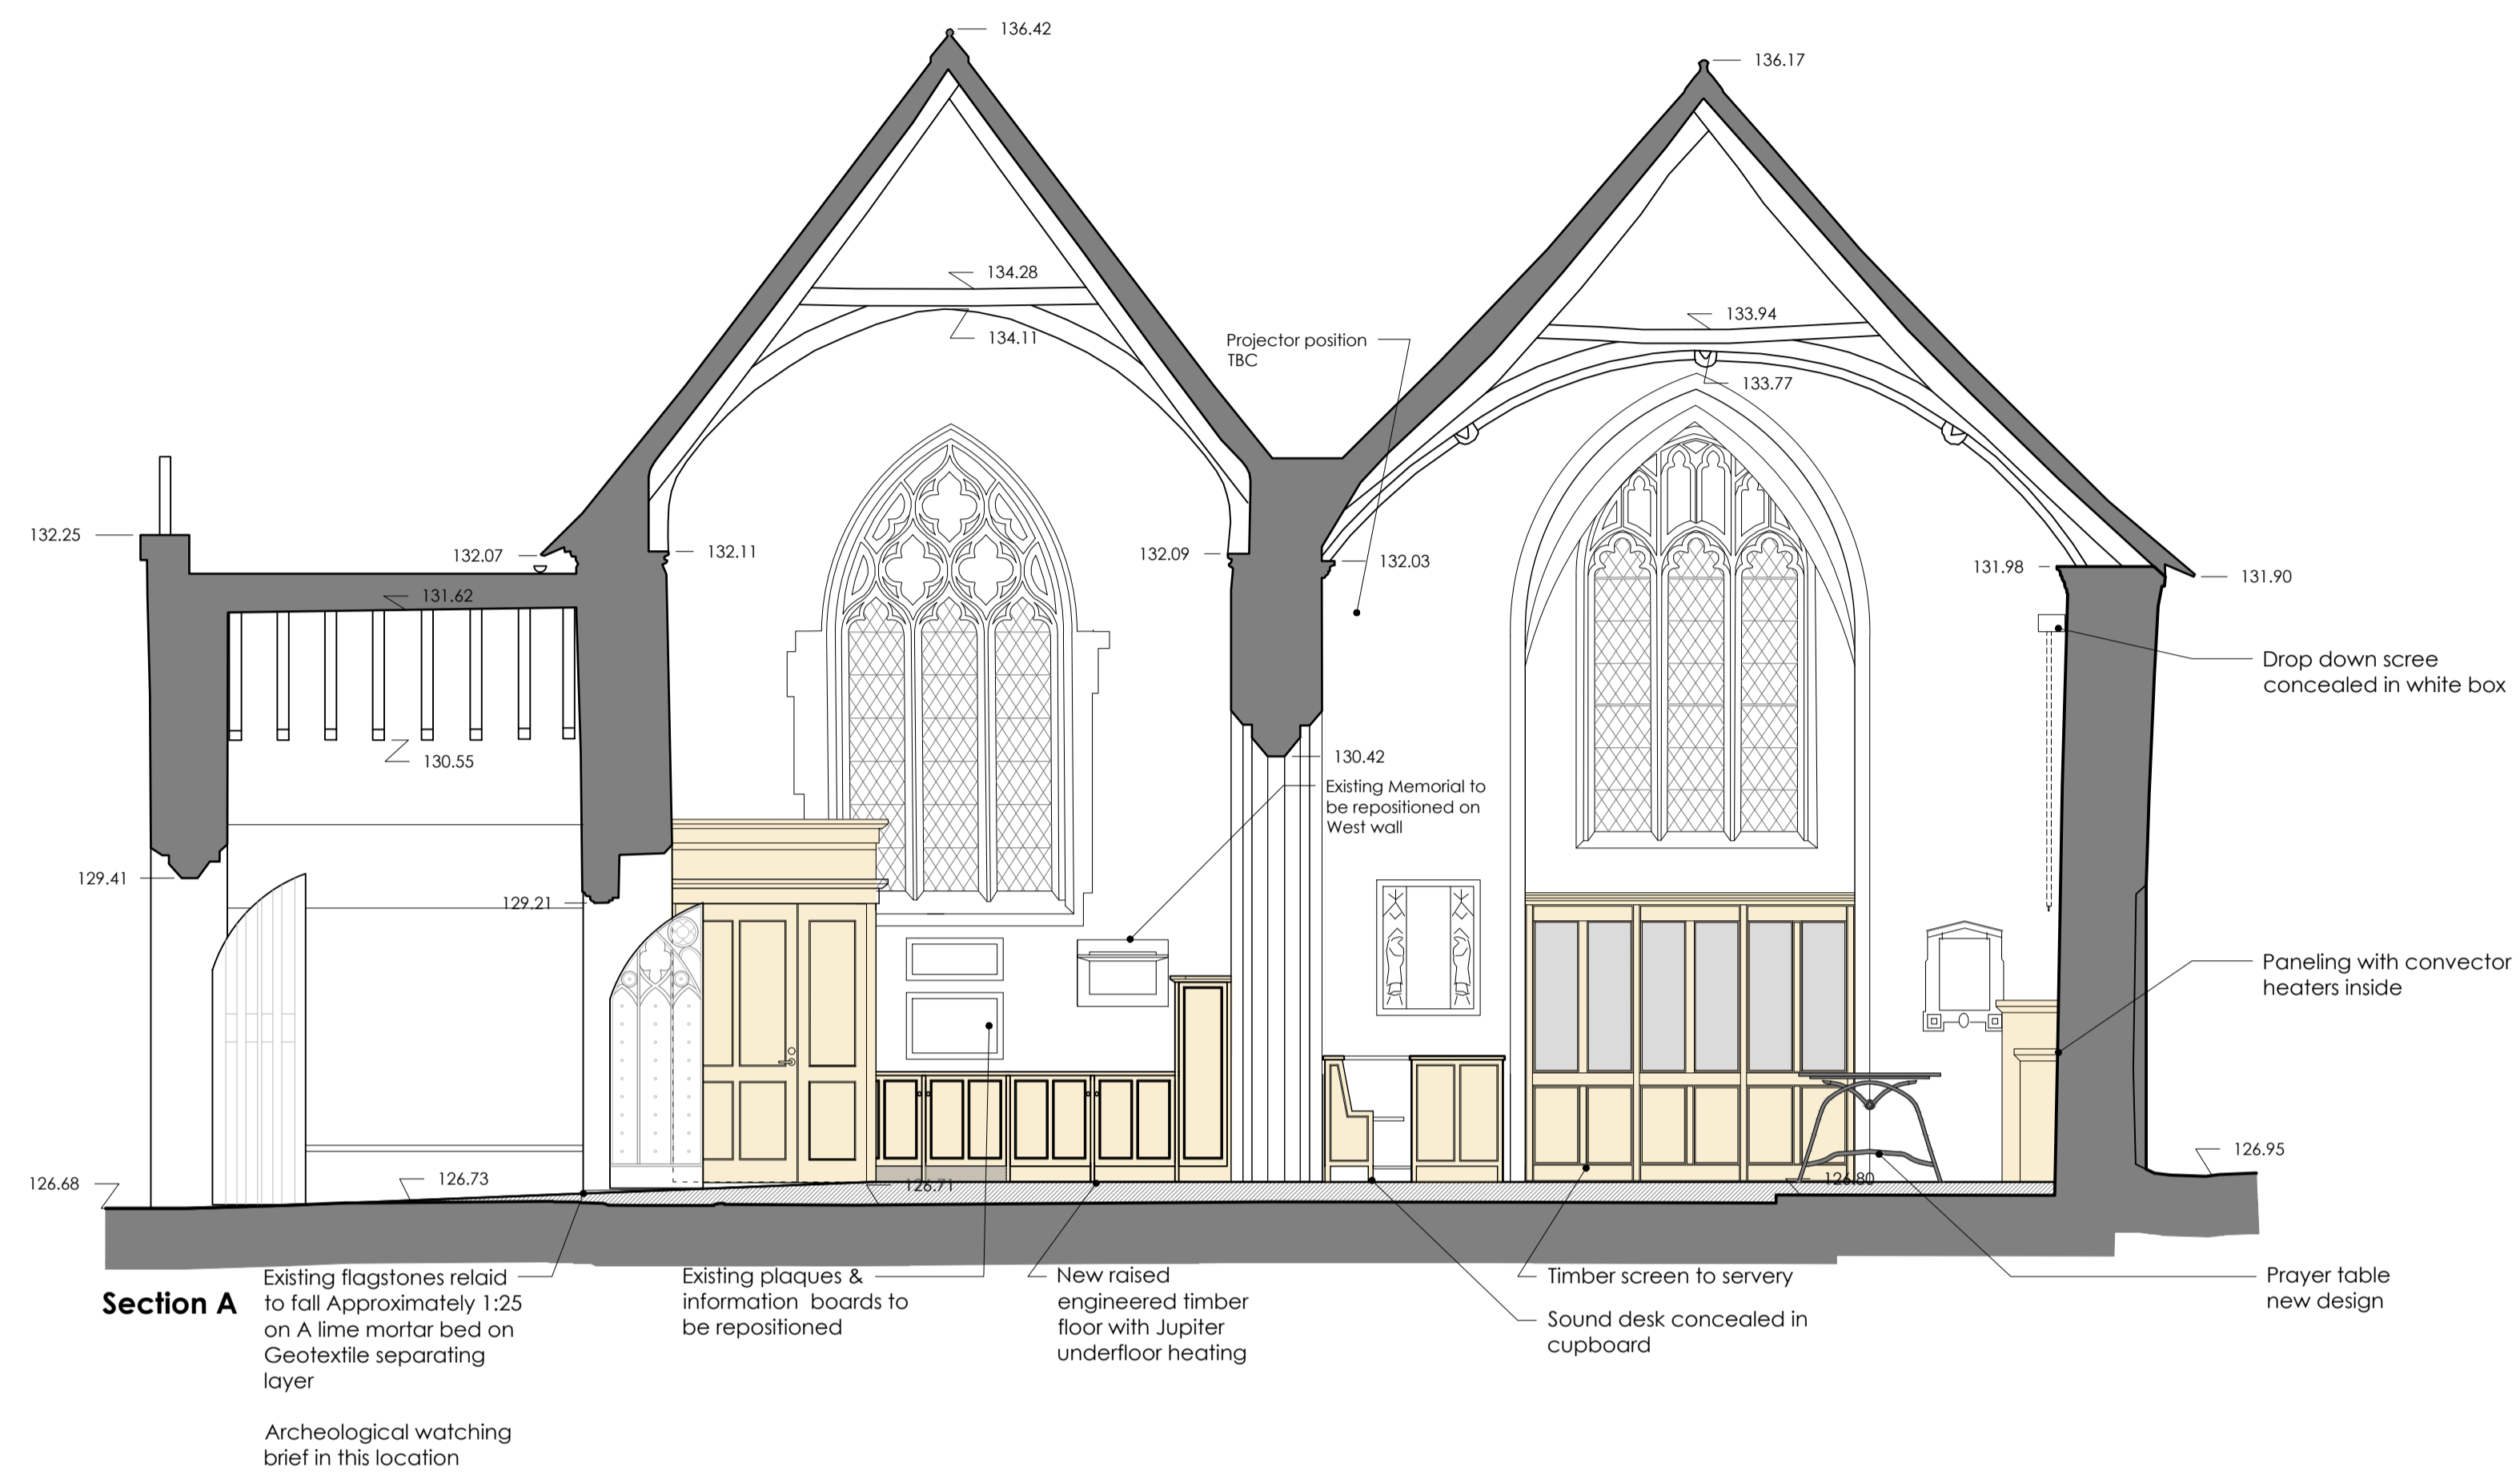 136.42
136.17
134.28
134.11
133.94
133.77
Projector position
TBC
132.25
132.07
132.11
132.09
132.03
131.98
131.90
131.62
130.55
130.42
Drop down scree
concealed in white box
Existing Memorial to
be repositioned on
West wall
129.41
129.21
Paneling with convector
heaters inside
126.68
126.73
126.71
126.80
126.95
Section A
Existing flagstones relaid
to fall Approximately 1:25
on A lime mortar bed on
Geotextile separating
layer
Archeological watching
brief in this location
Existing plaques &
information boards to
be repositioned
New raised
engineered timber
floor with Jupiter
underfloor heating
Timber screen to servery
Sound desk concealed in
cupboard
Prayer table
new design